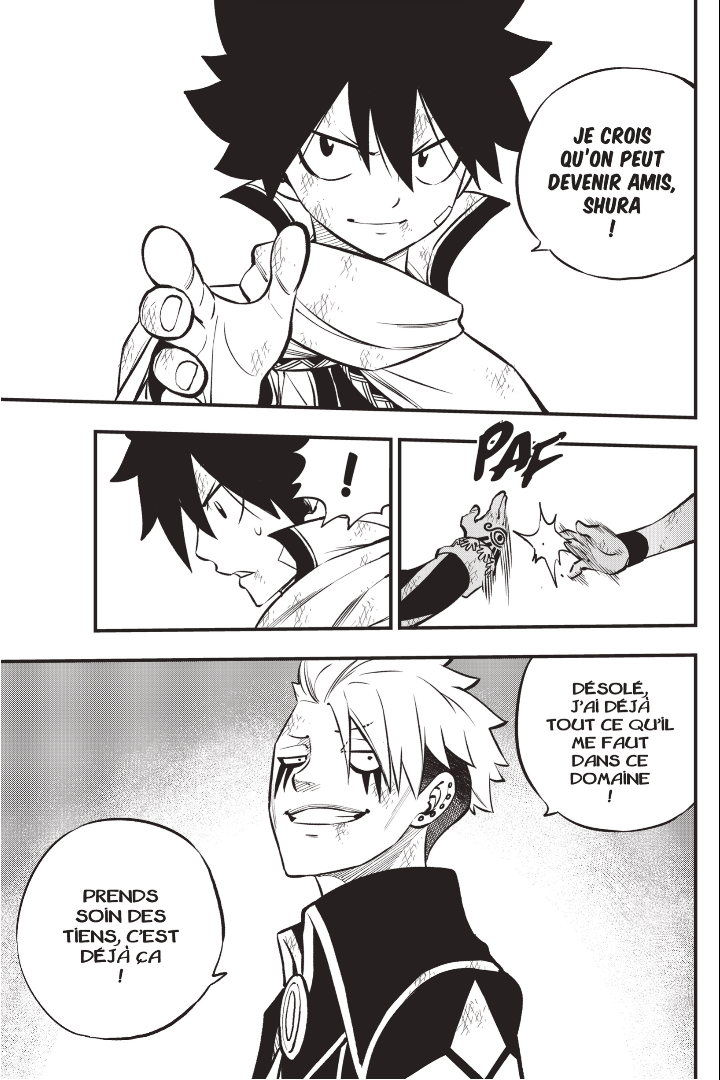 JE CROIS
QU'ON PEUT
DEVENIR AMIS,
SHURA
!
PAF
!
DÉSOLÉ,
J'AI DÉJÀ
TOUT CE QU'IL
ME FAUT
DANS CE
DOMAINE
!
PRENDS
SOIN DES
TIENS, C'EST
DÉJÀ ÇA
!